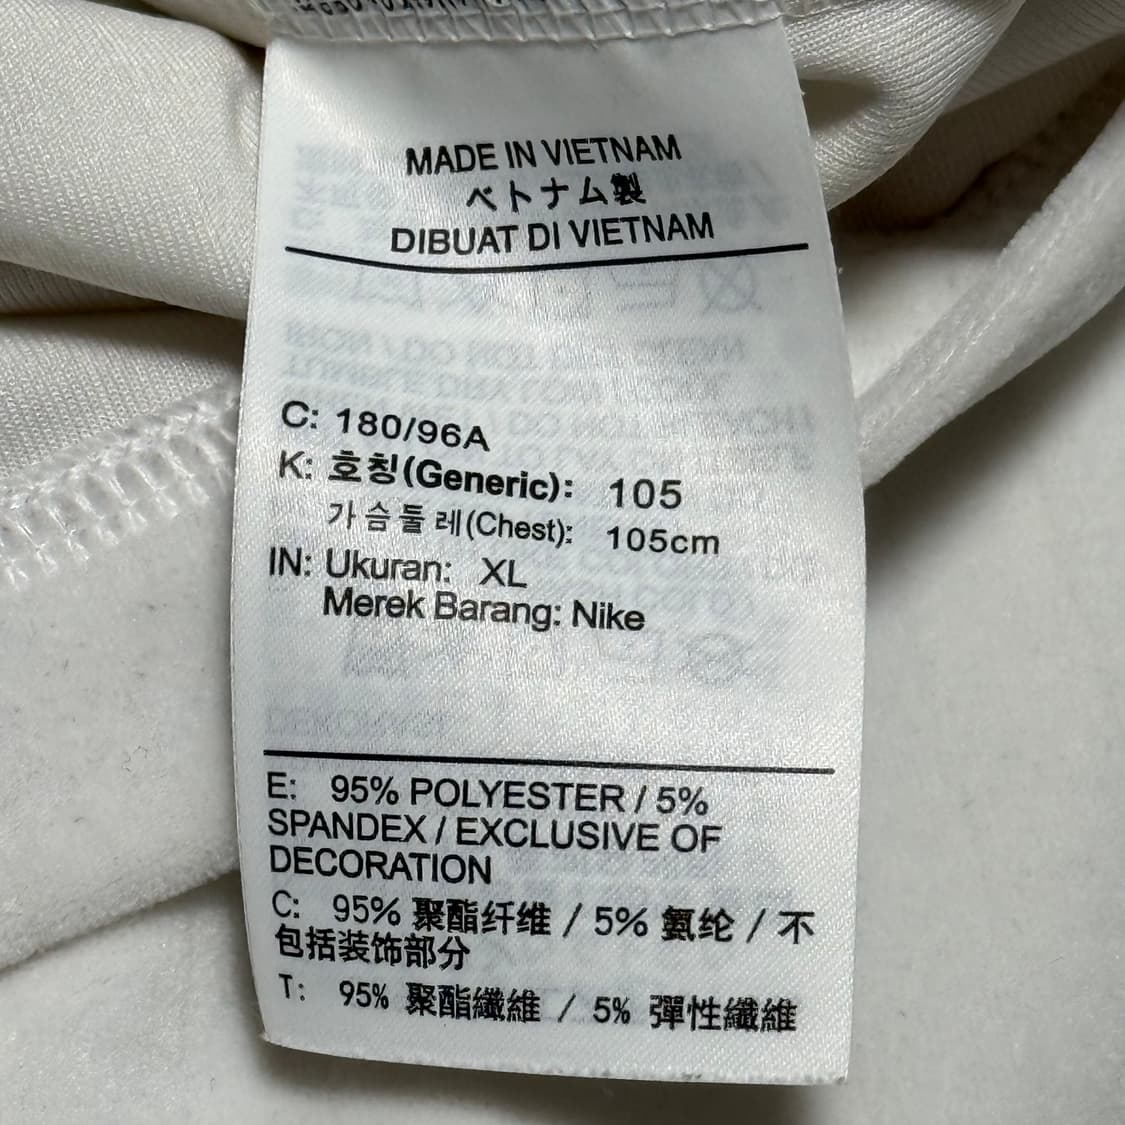 MADE IN VIETNAM
ベトナム製
DIBUAT DI VIETNAM
C: 180/96A
K: 호칭(Generic): 105
가슴둘레(Chest): 105cm
IN: Ukuran: XL
Merek Barang: Nike
E: 95% POLYESTER / 5%
SPANDEX / EXCLUSIVE OF
DECORATION
C: 95% 聚酯纤维 / 5% 氨纶 / 不
包括装饰部分
T: 95% 聚酯纖維 / 5% 彈性纖維